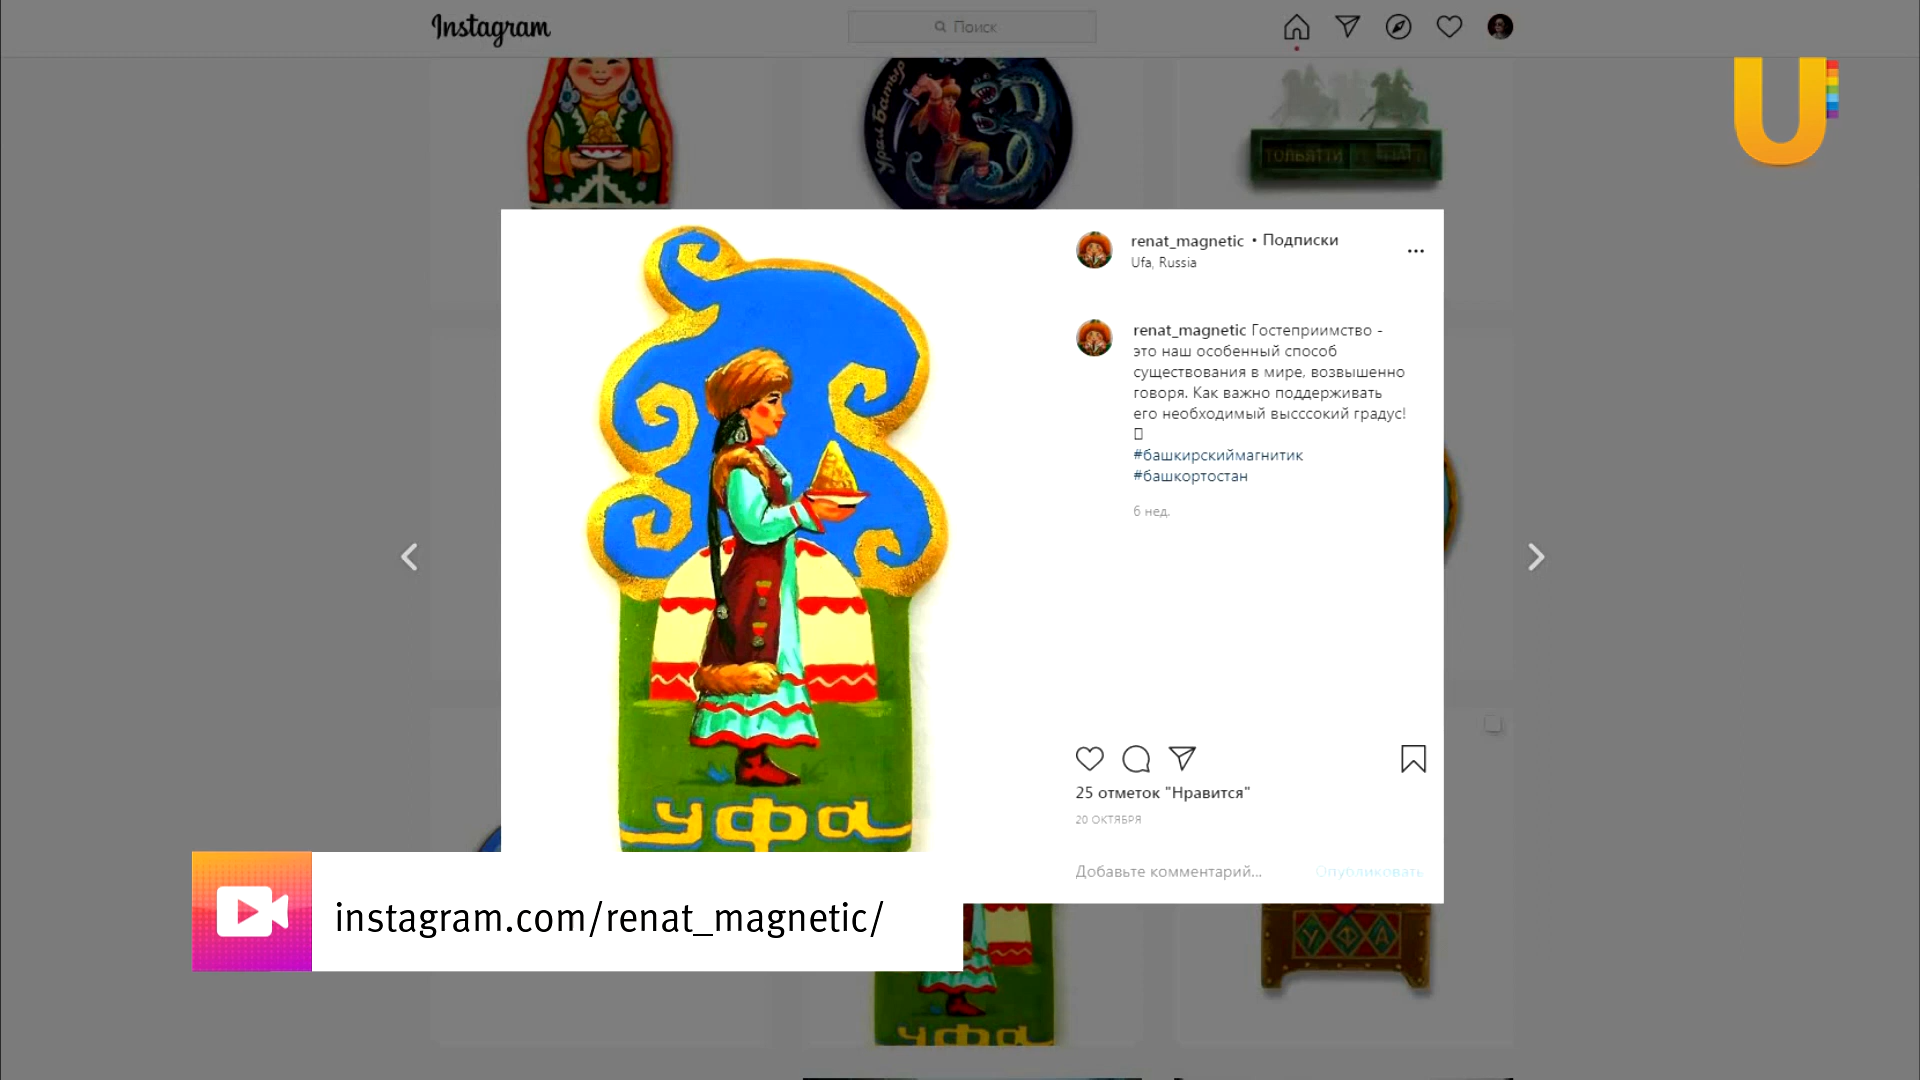 Instagram
Поиск
Урал Батыр
ТОЛЬЯТТИ
U
renat_magnetic • Подписки
Ufa, Russia
renat_magnetic Гостеприимство -
это наш особенный способ
существования в мире, возвышенно
говоря. Как важно поддерживать
его необходимый высссокий градус!
#башкирскиймагнитик
#башкортостан
6 нед.
уфа
25 отметок "Нравится"
20 ОКТЯБРЯ
Добавьте комментарий...
Опубликовать
instagram.com/renat_magnetic/
УФА
уфа